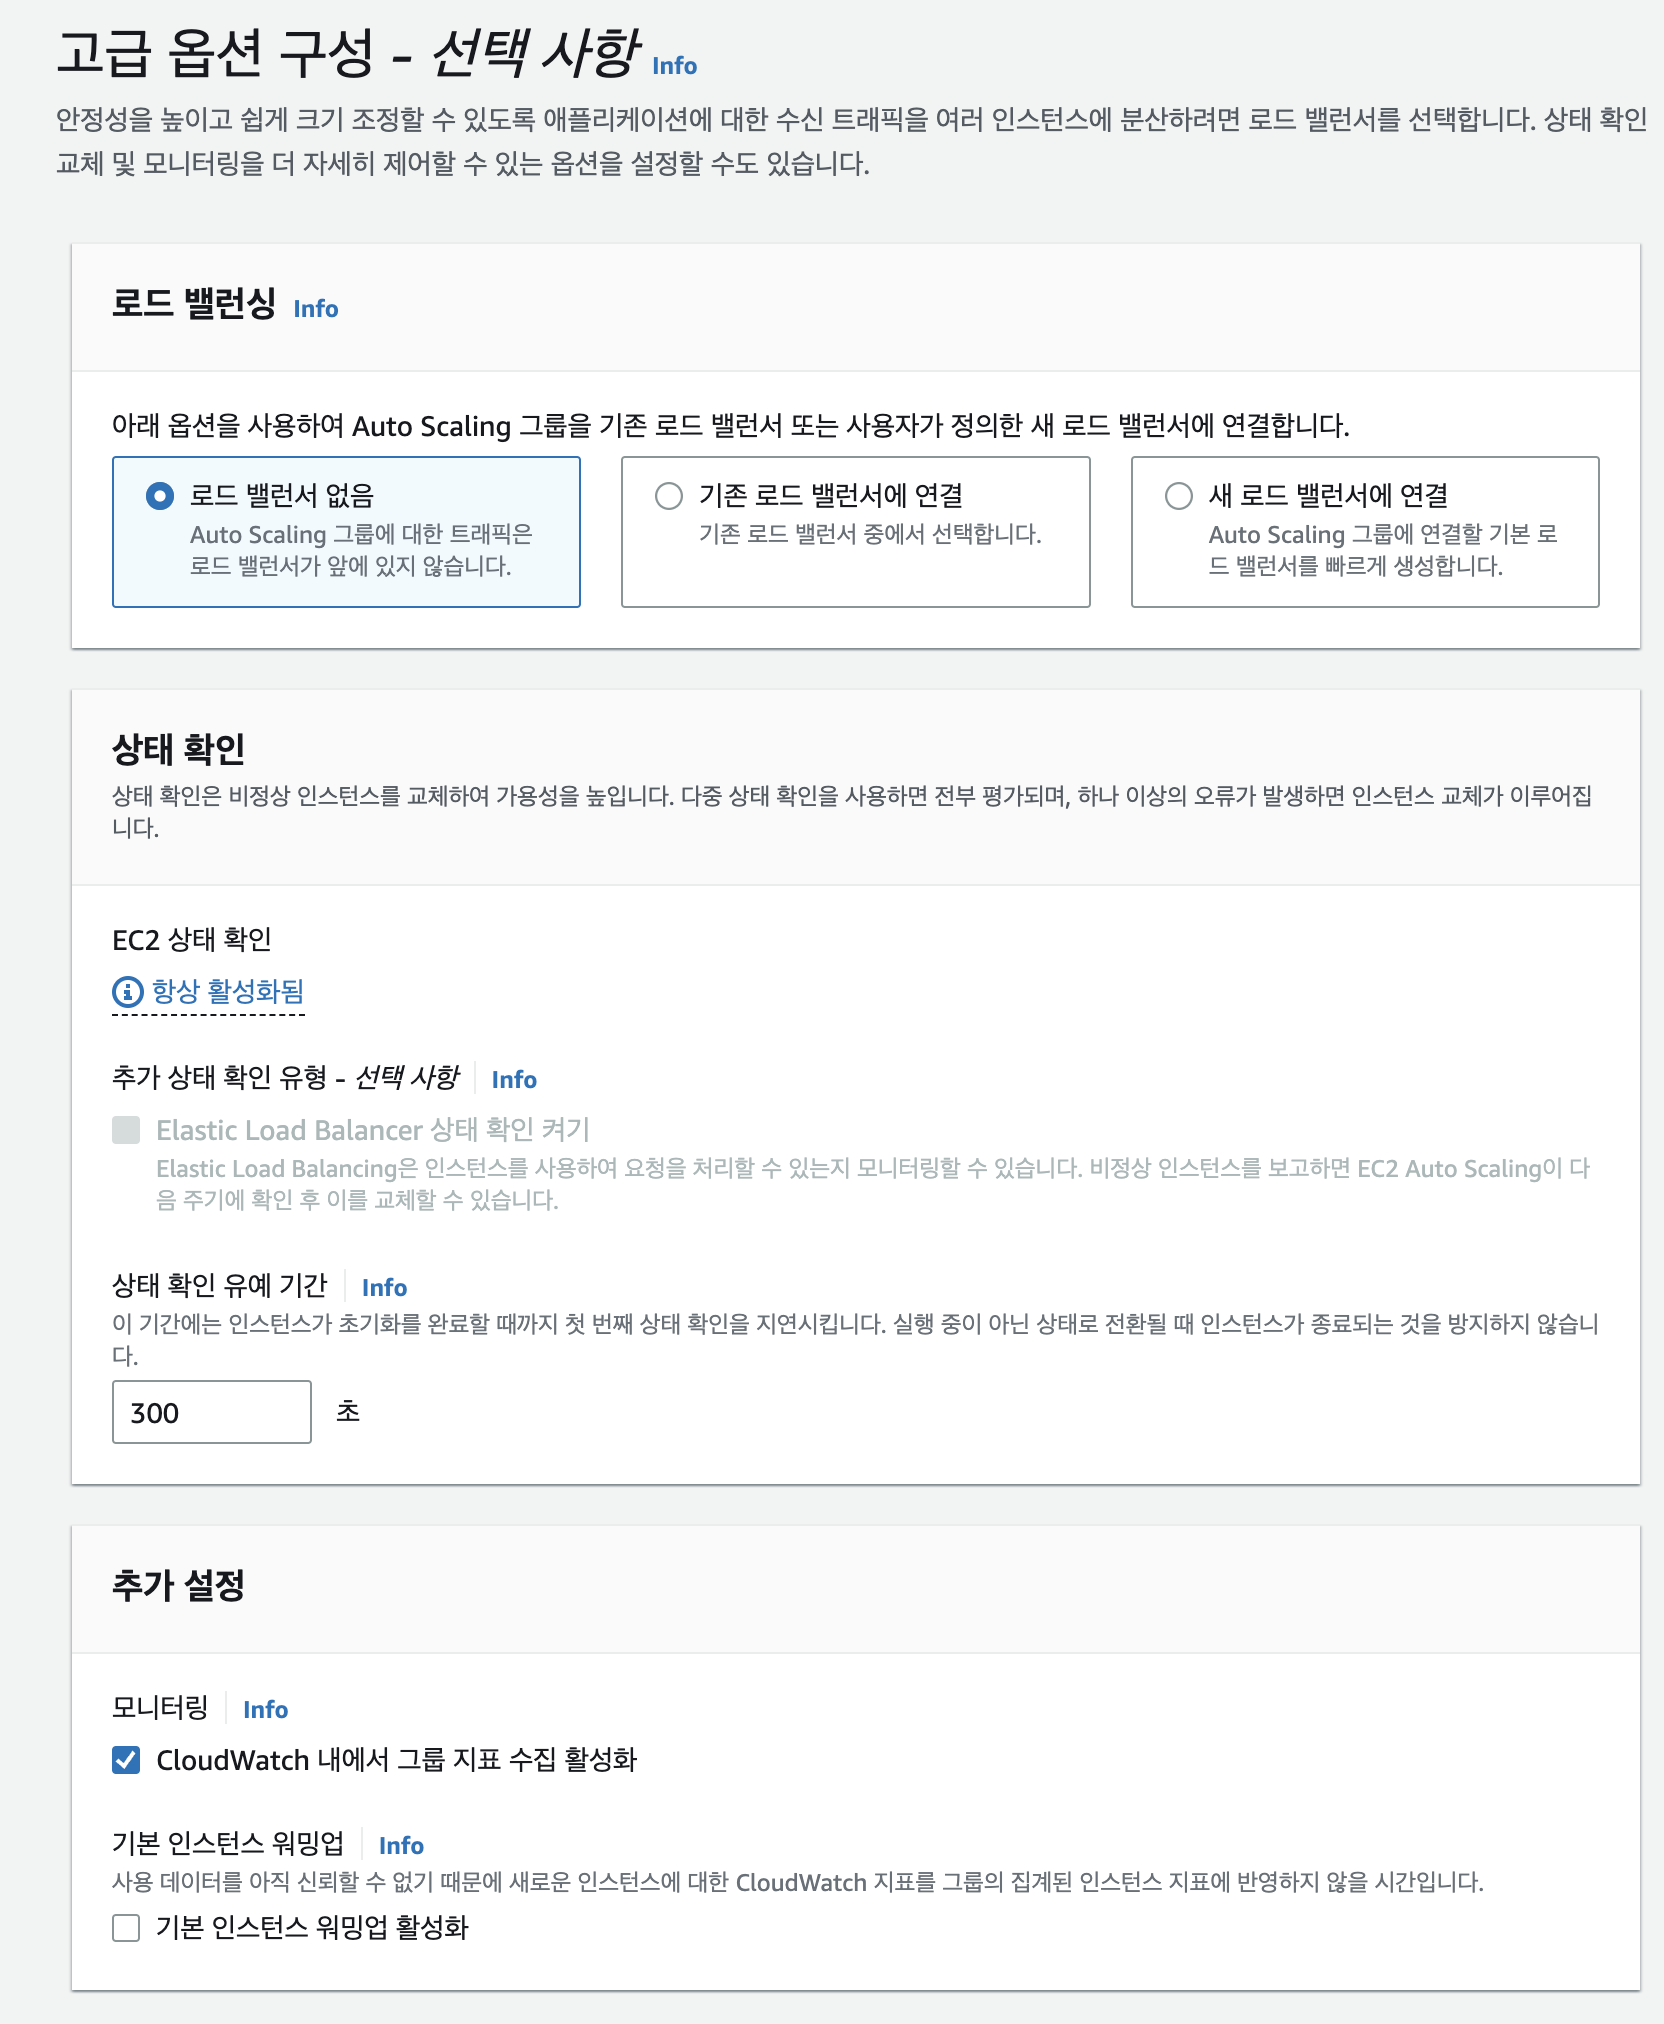 고급 옵션 구성 - 선택 사항 Info
안정성을 높이고 쉽게 크기 조정할 수 있도록 애플리케이션에 대한 수신 트래픽을 여러 인스턴스에 분산하려면 로드 밸런서를 선택합니다. 상태 확인
교체 및 모니터링을 더 자세히 제어할 수 있는 옵션을 설정할 수도 있습니다.
로드 밸런싱 Info
아래 옵션을 사용하여 Auto Scaling 그룹을 기존 로드 밸런서 또는 사용자가 정의한 새 로드 밸런서에 연결합니다.
로드 밸런서 없음
Auto Scaling 그룹에 대한 트래픽은
로드 밸런서가 앞에 있지 않습니다.
기존 로드 밸런서에 연결
기존 로드 밸런서 중에서 선택합니다.
새 로드 밸런서에 연결
Auto Scaling 그룹에 연결할 기본 로
드 밸런서를 빠르게 생성합니다.
상태 확인
상태 확인은 비정상 인스턴스를 교체하여 가용성을 높입니다. 다중 상태 확인을 사용하면 전부 평가되며, 하나 이상의 오류가 발생하면 인스턴스 교체가 이루어집
니다.
EC2 상태 확인
항상 활성화됨
추가 상태 확인 유형 - 선택 사항 Info
Elastic Load Balancer 상태 확인 켜기
Elastic Load Balancing은 인스턴스를 사용하여 요청을 처리할 수 있는지 모니터링할 수 있습니다. 비정상 인스턴스를 보고하면 EC2 Auto Scaling이 다
음 주기에 확인 후 이를 교체할 수 있습니다.
상태 확인 유예 기간 Info
이 기간에는 인스턴스가 초기화를 완료할 때까지 첫 번째 상태 확인을 지연시킵니다. 실행 중이 아닌 상태로 전환될 때 인스턴스가 종료되는 것을 방지하지 않습니
다.
300 초
추가 설정
모니터링 Info
CloudWatch 내에서 그룹 지표 수집 활성화
기본 인스턴스 워밍업 Info
사용 데이터를 아직 신뢰할 수 없기 때문에 새로운 인스턴스에 대한 CloudWatch 지표를 그룹의 집계된 인스턴스 지표에 반영하지 않을 시간입니다.
기본 인스턴스 워밍업 활성화